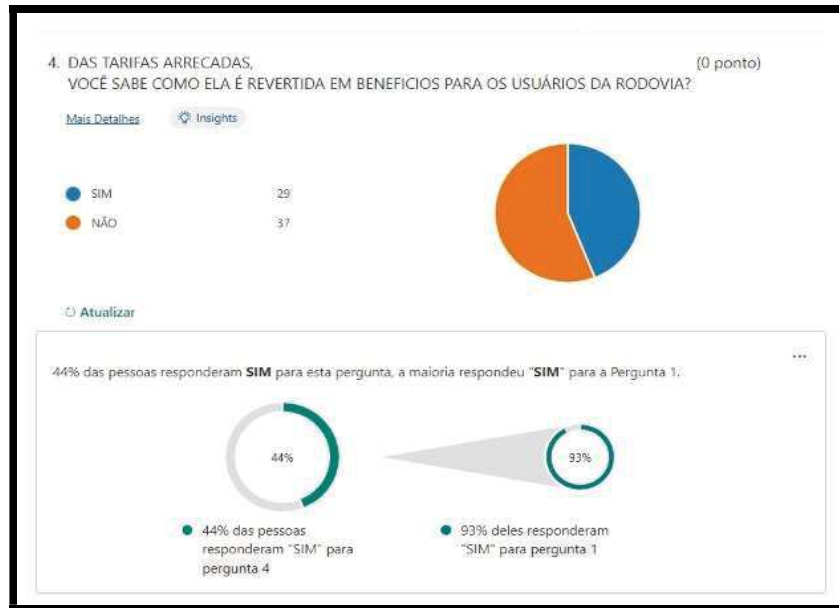 4. DAS TARIFAS ARRECADAS, (0 ponto)
VOCÊ SABE COMO ELA É REVERTIDA EM BENEFICIOS PARA OS USUÁRIOS DA RODOVIA?
Mais Detalhes Insights
SIM 29
NÃO 37
Atualizar
...
44% das pessoas responderam SIM para esta pergunta, a maioria respondeu "SIM" para a Pergunta 1.
44% 93%
44% das pessoas
responderam "SIM" para
pergunta 4
93% deles responderam
"SIM" para pergunta 1